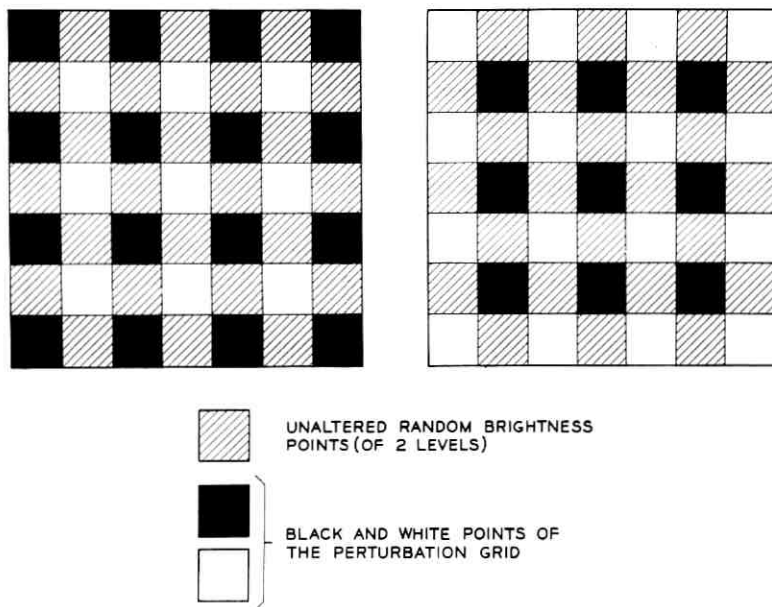 UNALTERED RANDOM BRIGHTNESS
POINTS (OF 2 LEVELS)
BLACK AND WHITE POINTS OF
THE PERTURBATION GRID